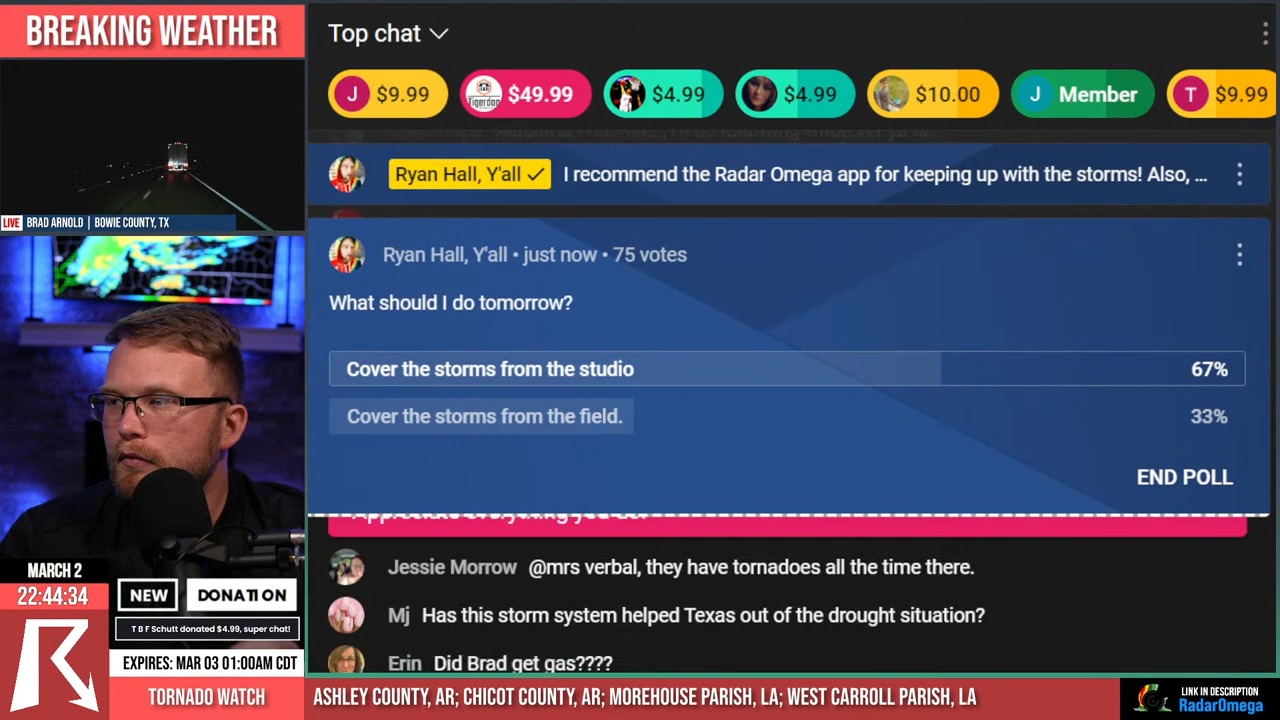 BREAKING WEATHER
LIVE BRAD ARNOLD | BOWIE COUNTY, TX
MARCH 2
22:44:34
NEW DONATION
T B F Schutt donated $4.99, super chat!
EXPIRES: MAR 03 01:00AM CDT
Top chat
J $9.99 Tigerdoo $49.99 $4.99 $4.99 $10.00 J Member T $9.99
Ryan Hall, Y'all I recommend the Radar Omega app for keeping up with the storms! Also, ...
Ryan Hall, Y'all • just now • 75 votes
What should I do tomorrow?
Cover the storms from the studio 67%
Cover the storms from the field. 33%
END POLL
Appreciate everything you do!
Jessie Morrow @mrs verbal, they have tornadoes all the time there.
Mj Has this storm system helped Texas out of the drought situation?
Erin Did Brad get gas????
TORNADO WATCH ASHLEY COUNTY, AR; CHICOT COUNTY, AR; MOREHOUSE PARISH, LA; WEST CARROLL PARISH, LA
LINK IN DESCRIPTION
RadarOmega